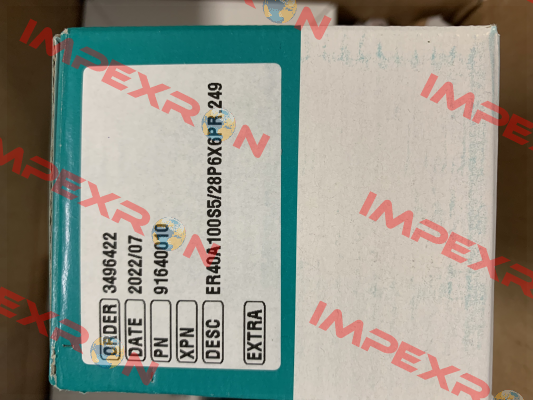 ORDER 3496422
DATE 2022/07
PN 91640010
XPN
DESC ER40A100S5/28P6X6PR.249
EXTRA
IMPEXRON
IMPEXRON
IMPEXRON
IMPEXRON
IMPEXRON
IMPEXRON